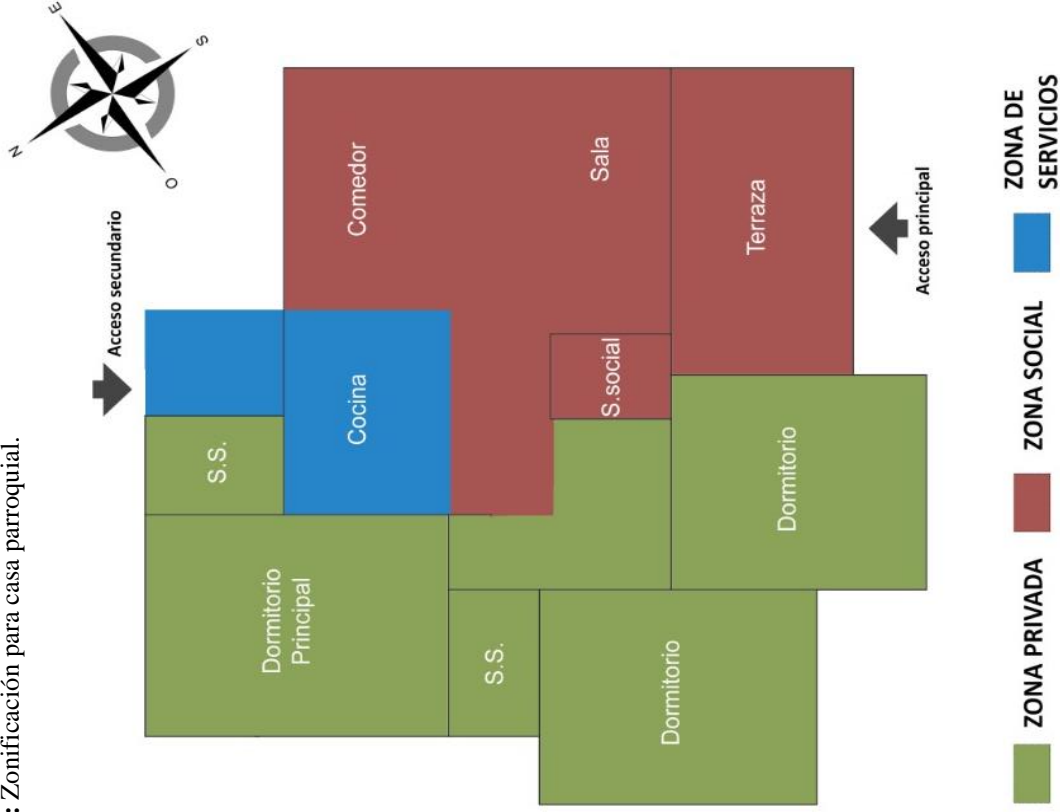 : Zonificación para casa parroquial.
N
E
S
O
Acceso secundario
S.S.
Cocina
Comedor
Dormitorio
Principal
S.S.
S.social
Sala
Dormitorio
Dormitorio
Terraza
Acceso principal
ZONA PRIVADA
ZONA SOCIAL
ZONA DE
SERVICIOS